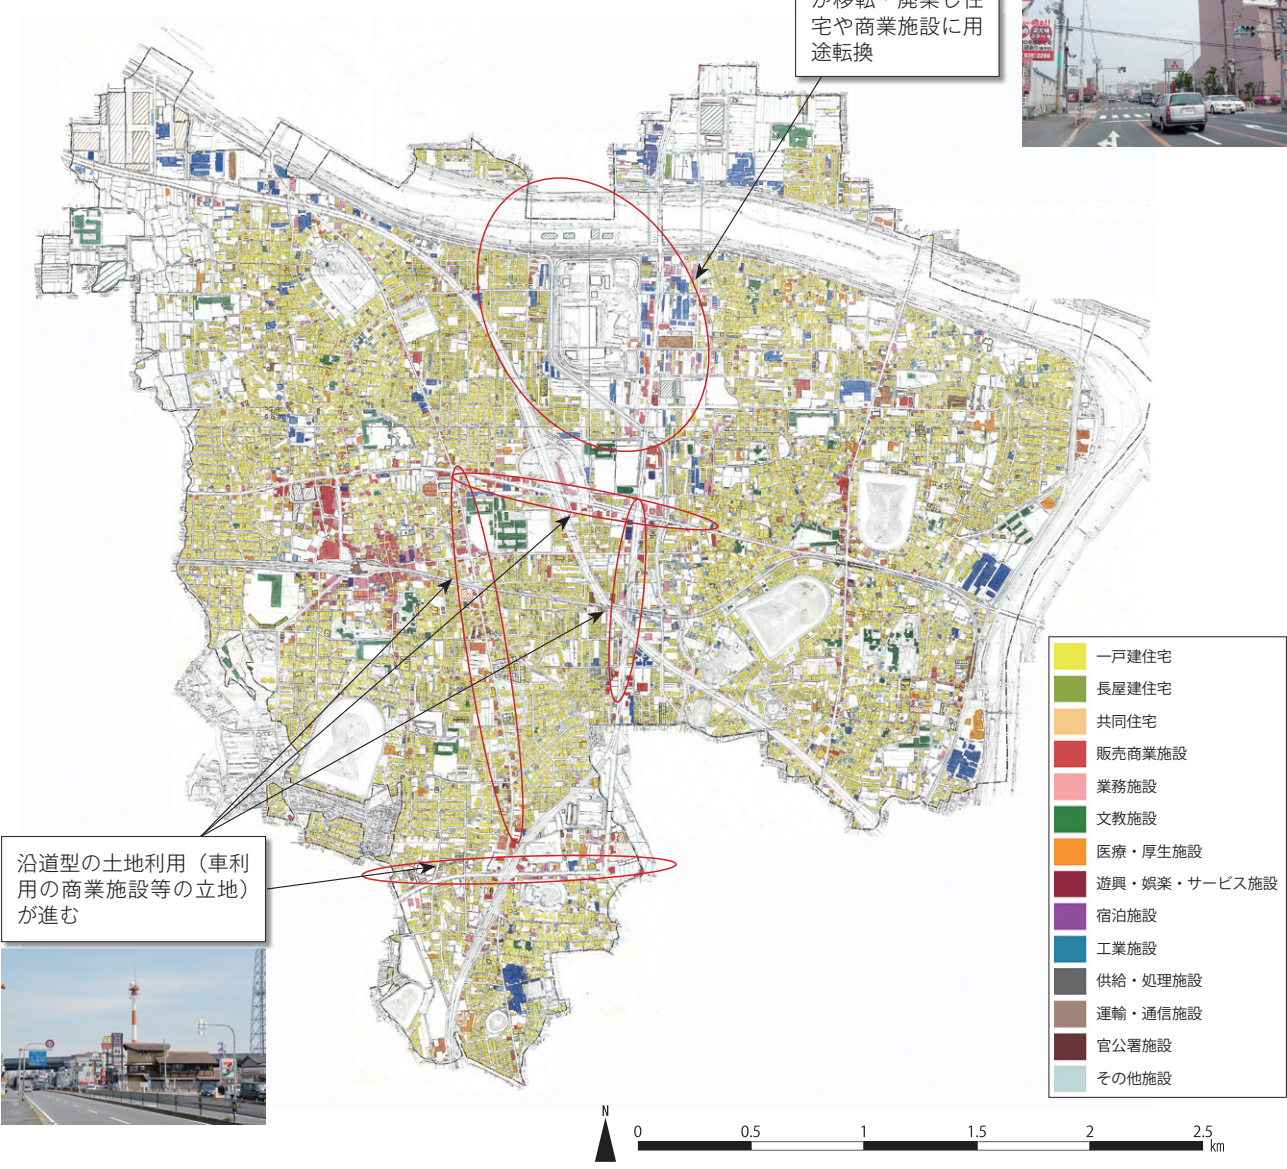 が移転・廃業し住
宅や商業施設に用
途転換
沿道型の土地利用（車利
用の商業施設等の立地）
が進む
一戸建住宅
長屋建住宅
共同住宅
販売商業施設
業務施設
文教施設
医療・厚生施設
遊興・娯楽・サービス施設
宿泊施設
工業施設
供給・処理施設
運輸・通信施設
官公署施設
その他施設
N
0 0.5 1 1.5 2 2.5
km